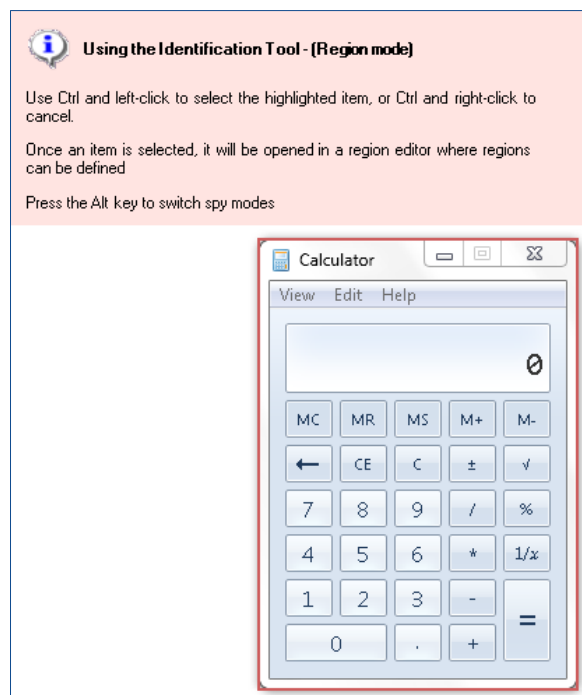 Using the Identification Tool - (Region mode)
Use Ctrl and left-click to select the highlighted item, or Ctrl and right-click to
cancel.
Once an item is selected, it will be opened in a region editor where regions
can be defined
Press the Alt key to switch spy modes
Calculator
View Edit Help
0
MC MR MS M+ M-
← CE C ± √
7 8 9 / %
4 5 6 * 1/x
1 2 3 - =
0 . +